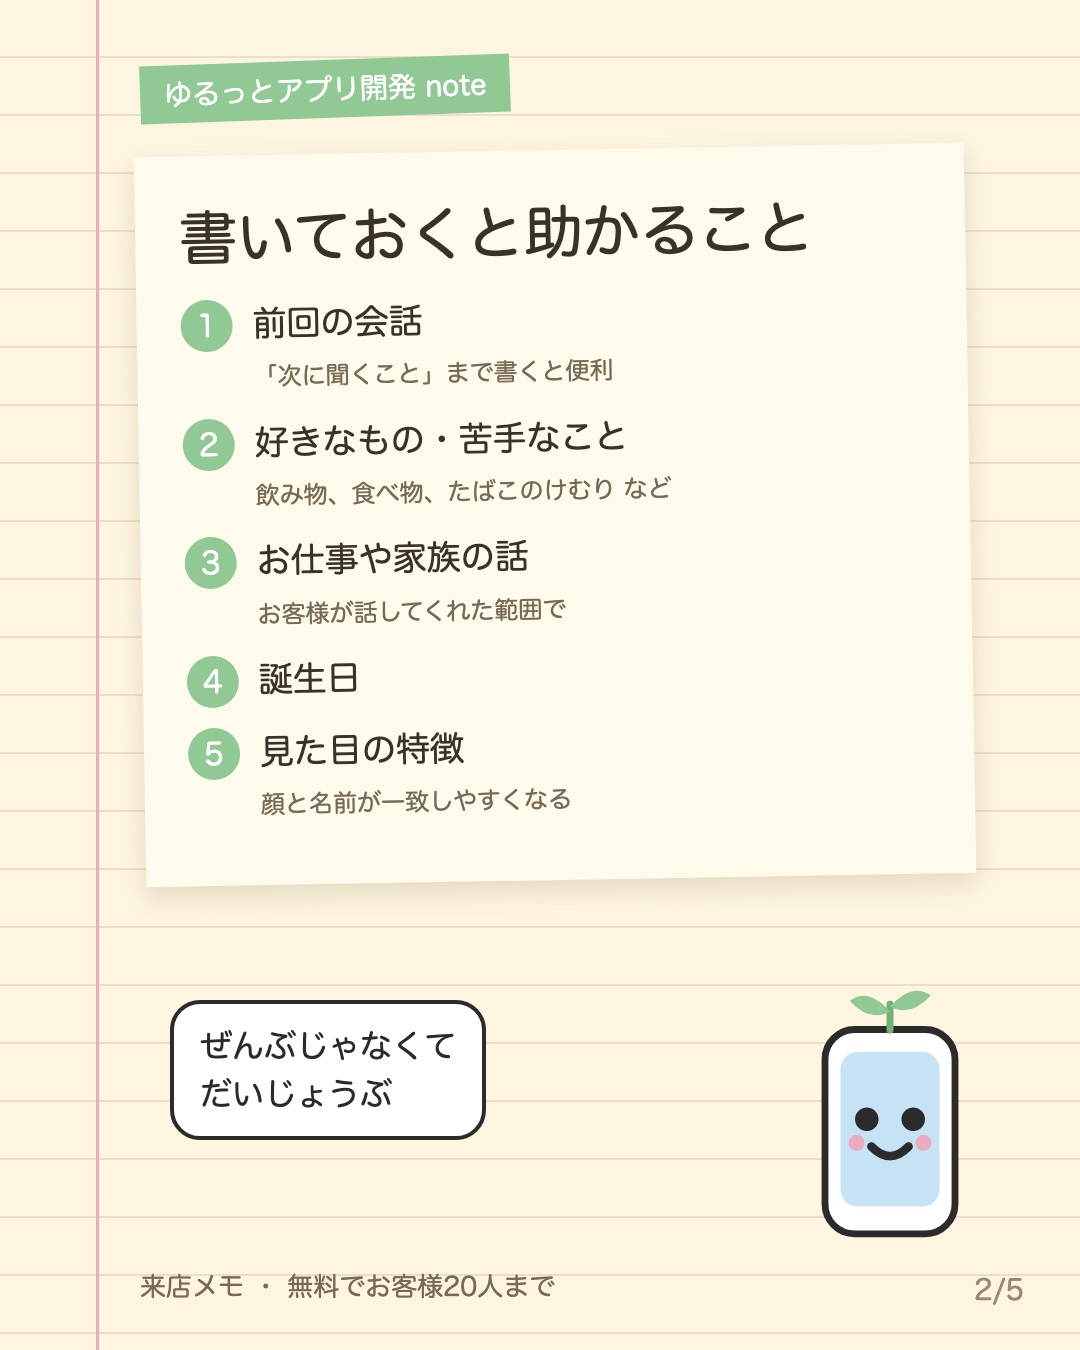 ゆるっとアプリ開発 note
書いておくと助かること
1 前回の会話
「次に聞くこと」まで書くと便利
2 好きなもの・苦手なこと
飲み物、食べ物、たばこのけむり など
3 お仕事や家族の話
お客様が話してくれた範囲で
4 誕生日
5 見た目の特徴
顔と名前が一致しやすくなる
ぜんぶじゃなくて
だいじょうぶ
来店メモ ・ 無料でお客様20人まで
2/5